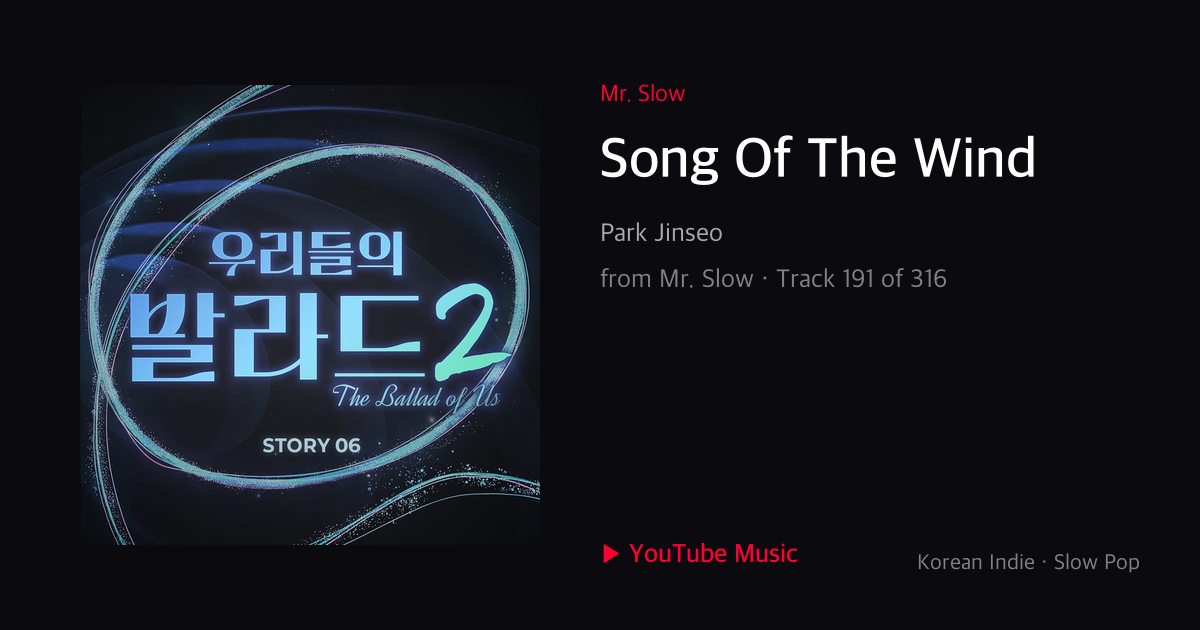 우리들의
발라드2
The Ballad of Us
STORY 06
Mr. Slow
Song Of The Wind
Park Jinseo
from Mr. Slow · Track 191 of 316
YouTube Music
Korean Indie · Slow Pop